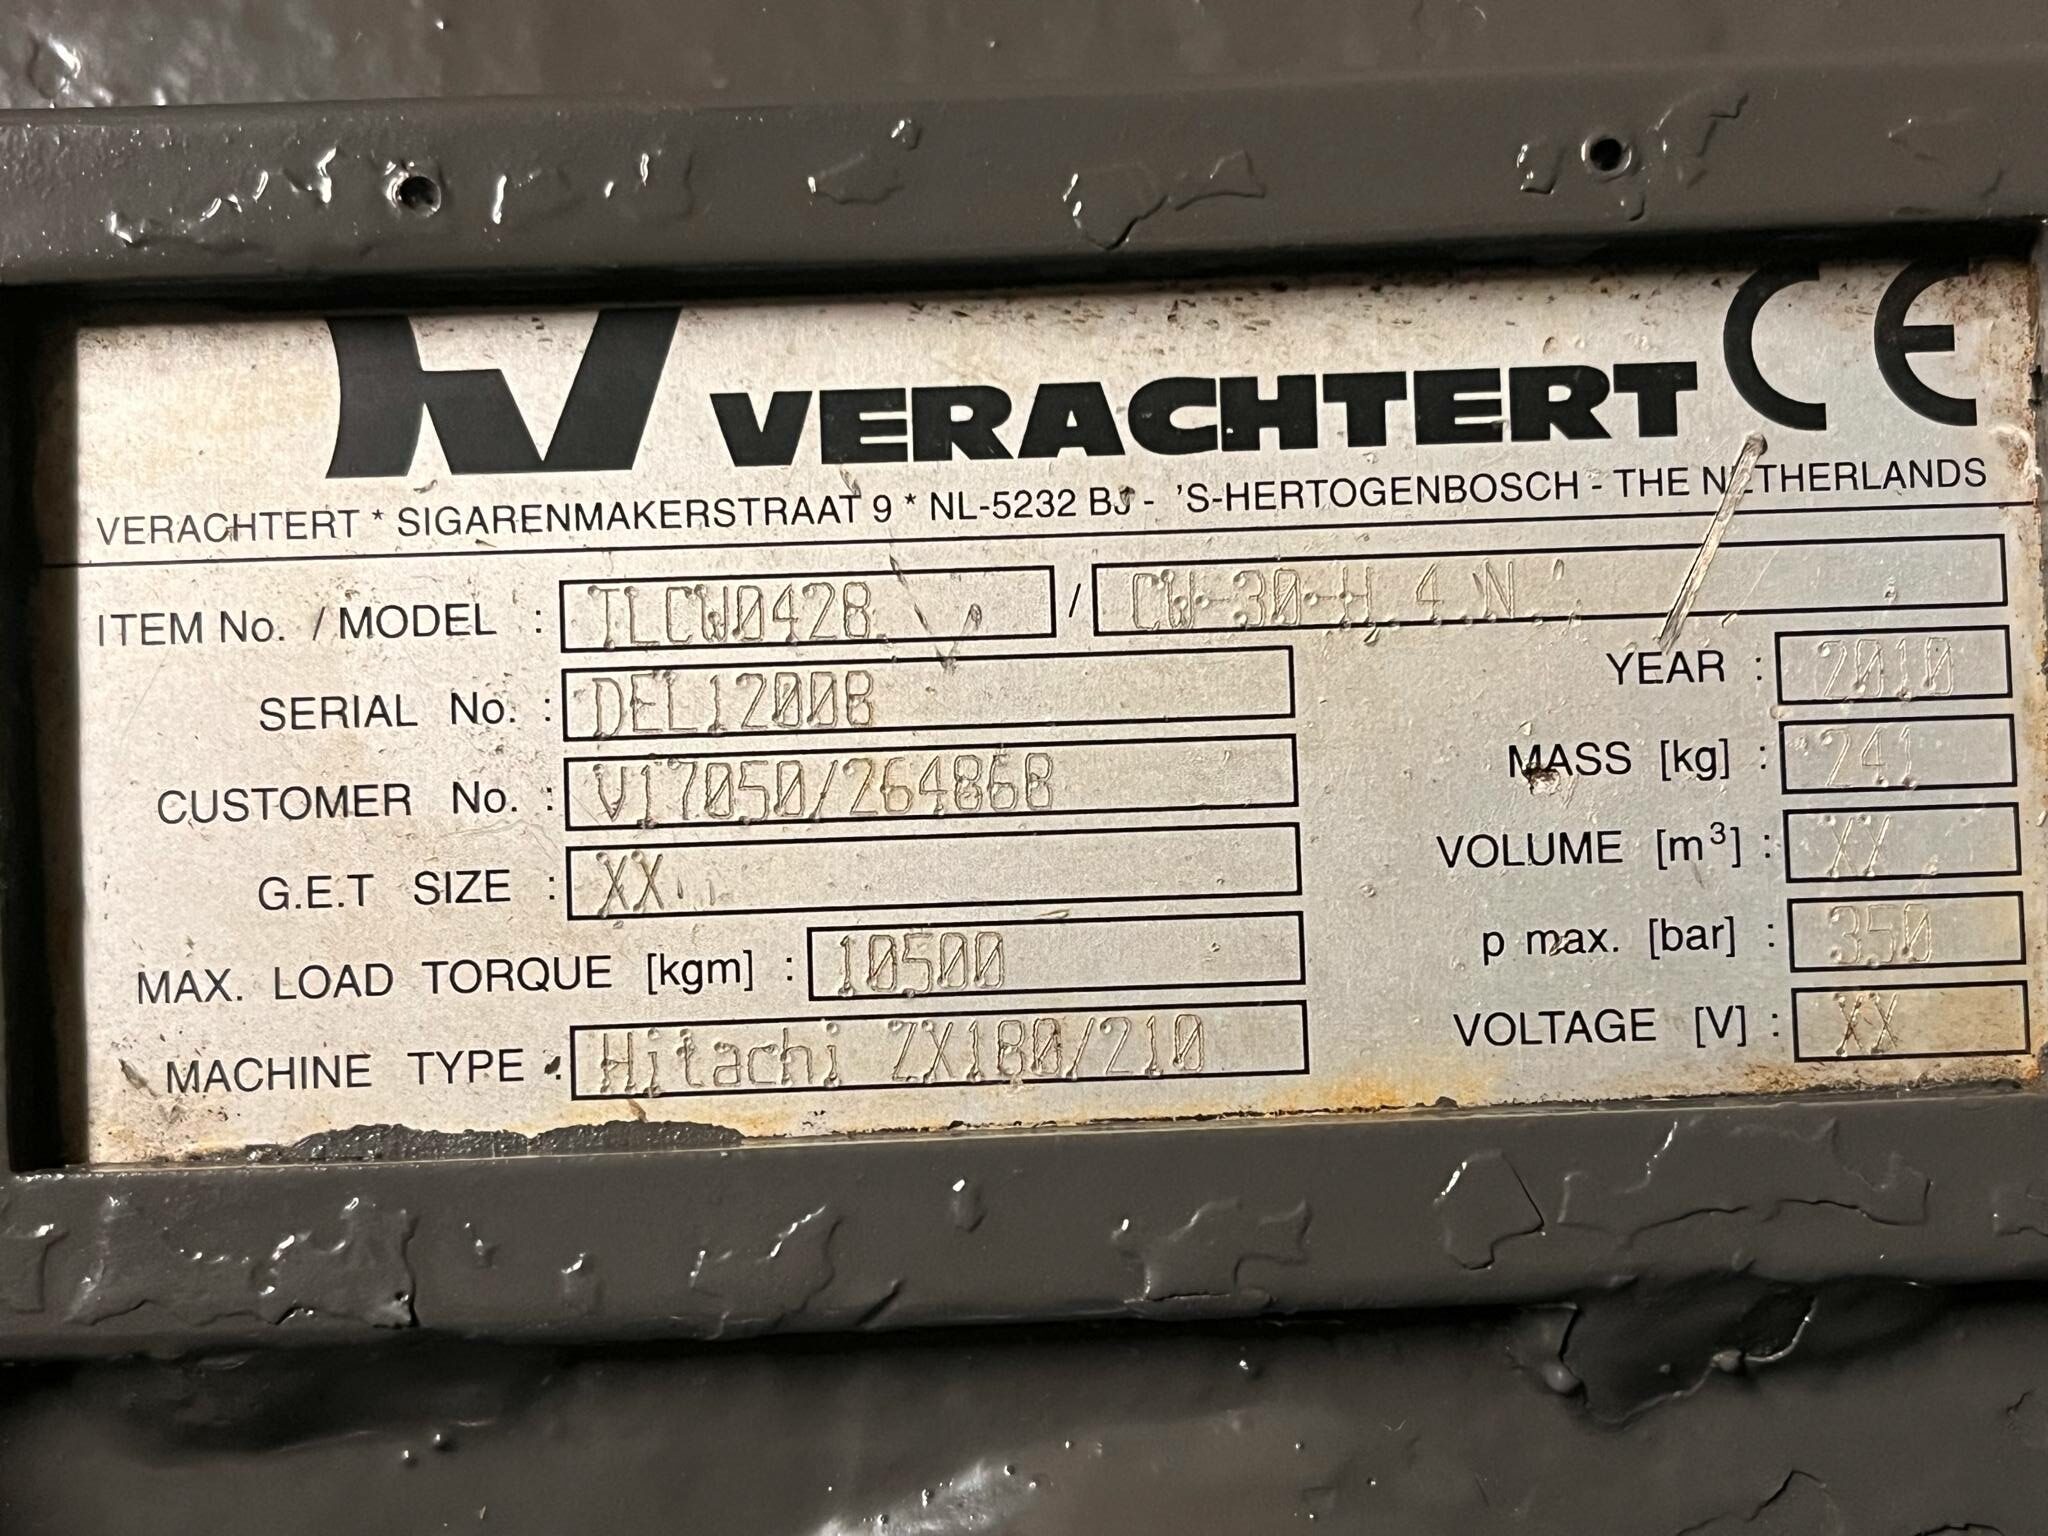 VERACHTERT CE
VERACHTERT * SIGARENMAKERSTRAAT 9 * NL-5232 BJ - 'S-HERTOGENBOSCH - THE NETHERLANDS
ITEM No. / MODEL : TLCW0428 / CW-30-H.4.N.
SERIAL No. : DEL12008 YEAR : 2010
CUSTOMER No. : V17050/264868 MASS [kg] : 241
G.E.T SIZE : XX VOLUME [m³] : XX
MAX. LOAD TORQUE [kgm] : 10500 p max. [bar] : 350
MACHINE TYPE : Hitachi ZX180/210 VOLTAGE [V] : XX